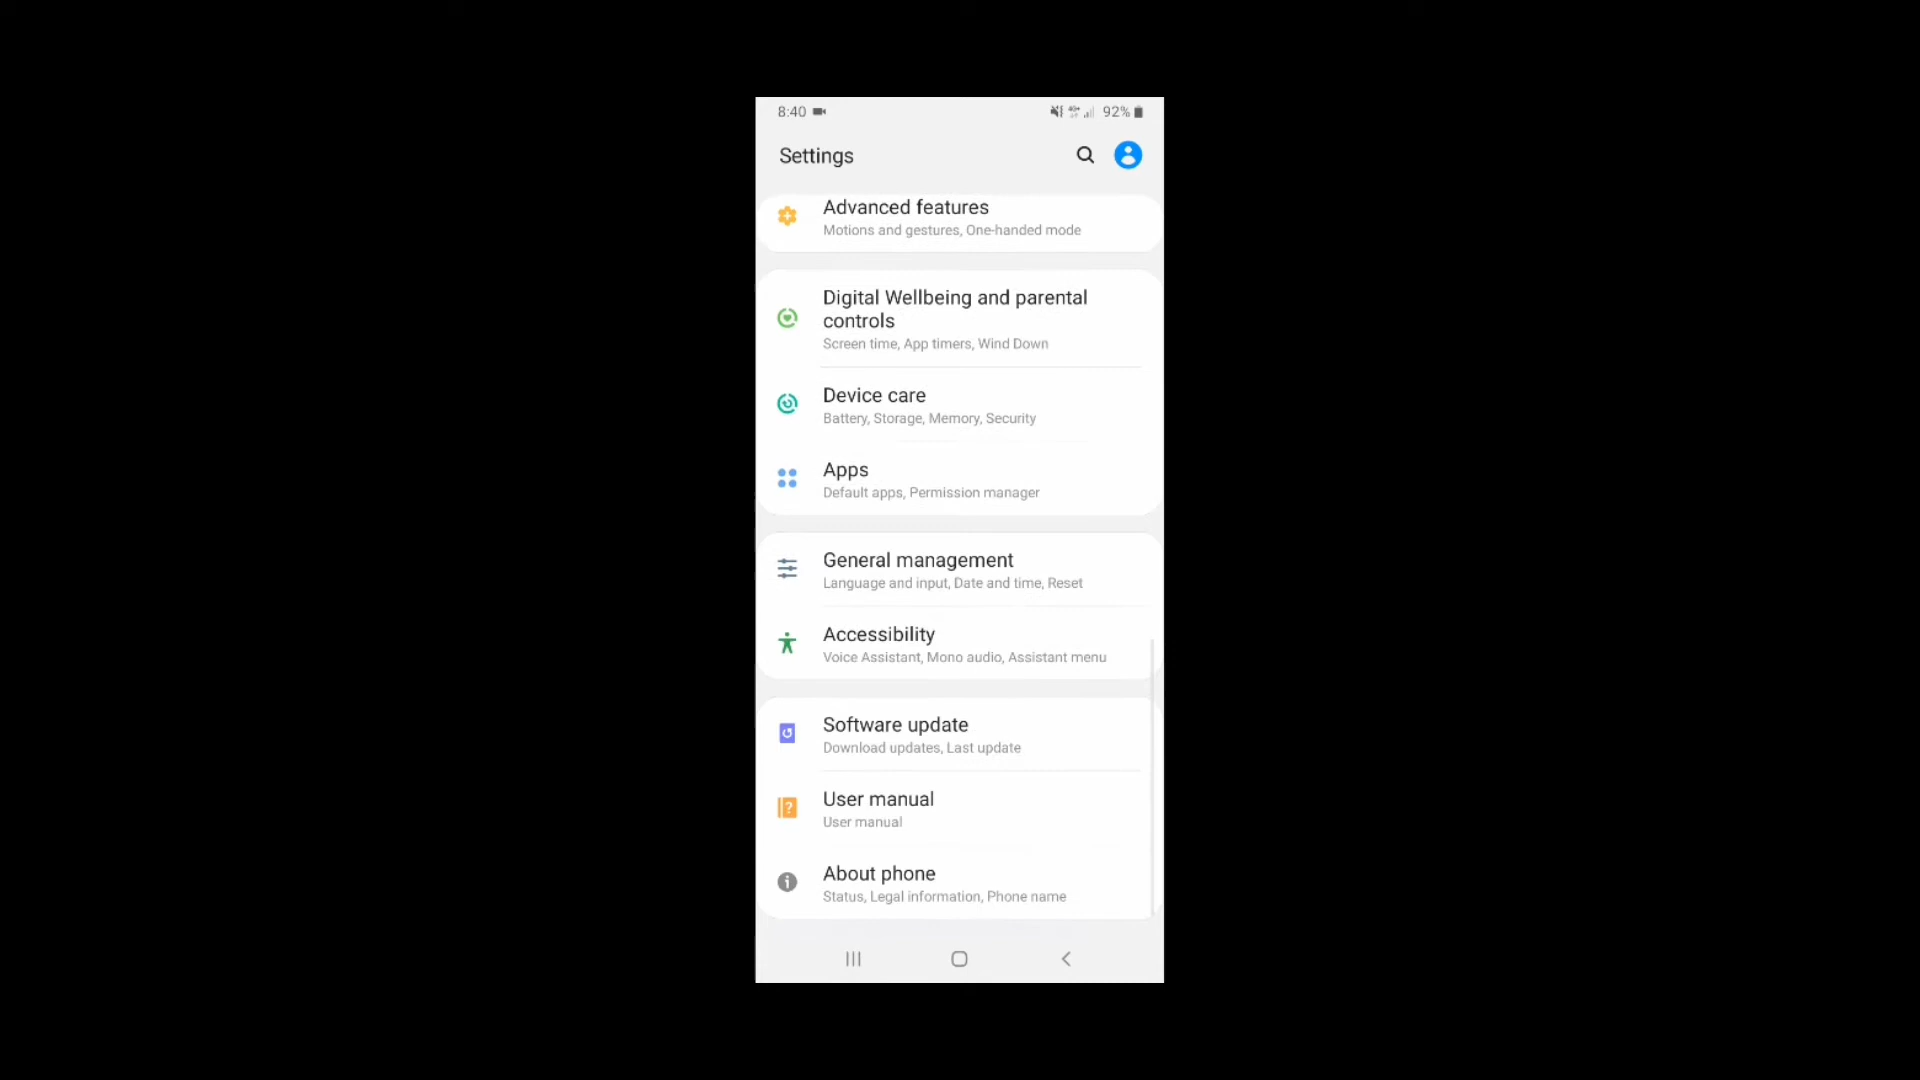 8:40 92%
Settings
Advanced features
Motions and gestures, One-handed mode
Digital Wellbeing and parental
controls
Screen time, App timers, Wind Down
Device care
Battery, Storage, Memory, Security
Apps
Default apps, Permission manager
General management
Language and input, Date and time, Reset
Accessibility
Voice Assistant, Mono audio, Assistant menu
Software update
Download updates, Last update
User manual
User manual
About phone
Status, Legal information, Phone name